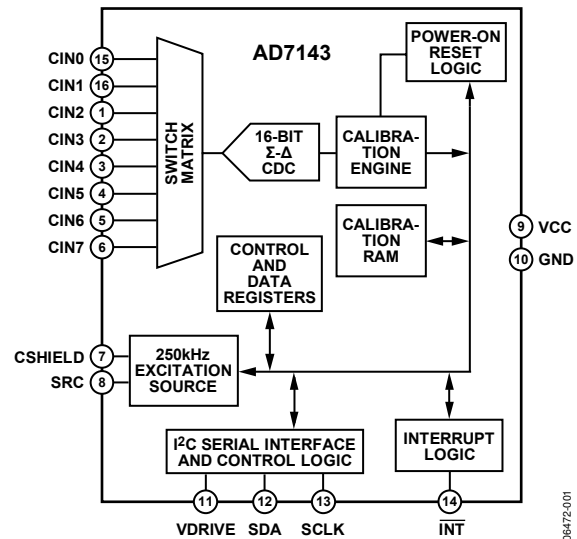 AD7143
POWER-ON
RESET
LOGIC
CIN0 15
CIN1 16
CIN2 1
CIN3 2
CIN4 3
CIN5 4
CIN6 5
CIN7 6
SWITCH
MATRIX
16-BIT
Σ-Δ
CDC
CALIBRA-
TION
ENGINE
CALIBRA-
TION
RAM
9 VCC
10 GND
CONTROL
AND
DATA
REGISTERS
CSHIELD 7
SRC 8
250kHz
EXCITATION
SOURCE
I²C SERIAL INTERFACE
AND CONTROL LOGIC
INTERRUPT
LOGIC
11 12 13 14
VDRIVE SDA SCLK INT
06472-001